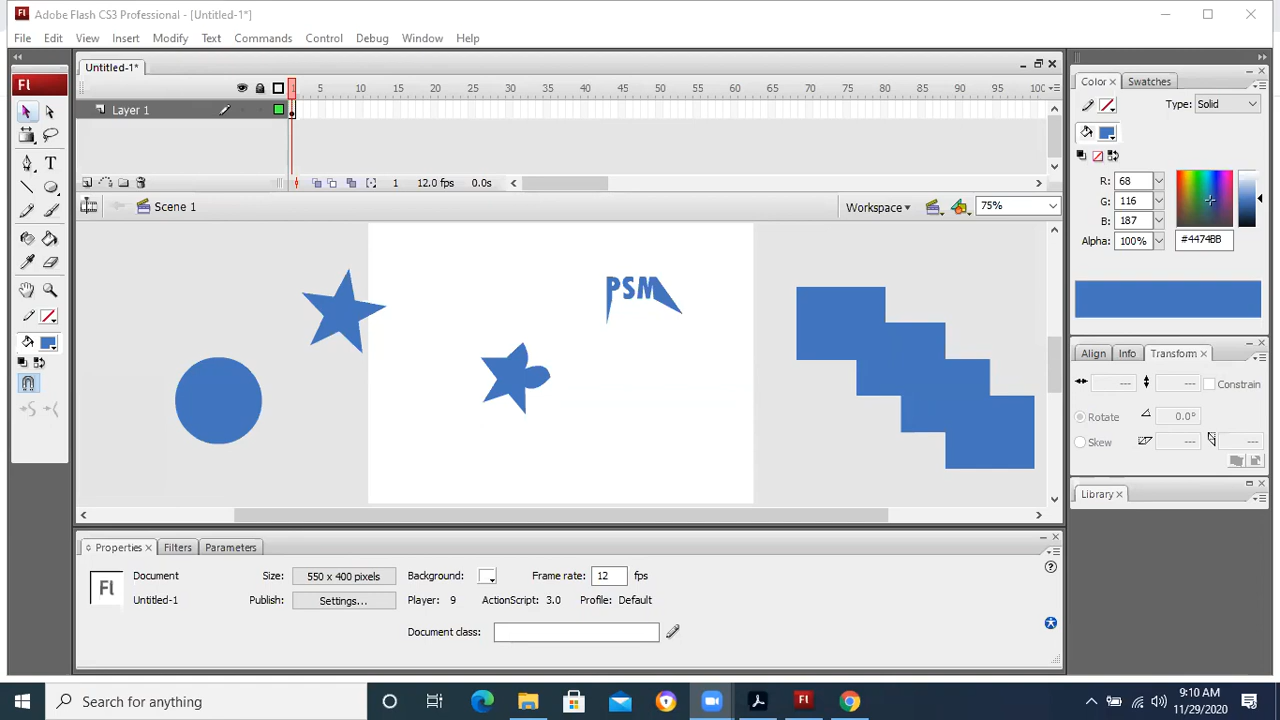 Adobe Flash CS3 Professional - [Untitled-1*]
File Edit View Insert Modify Text Commands Control Debug Window Help
Untitled-1*
1 5 10 15 20 25 30 35 40 45 50 55 60 65 70 75 80 85 90 95 100
Layer 1
1 12.0 fps 0.0s
Scene 1
Workspace
75%
PSM
Color
Swatches
Type: Solid
R: 68
G: 116
B: 187
Alpha: 100%
#4474BB
Align Info Transform
--- --- Constrain
Rotate 0.0°
Skew --- ---
Library
Properties Filters Parameters
Fl
Document
Untitled-1
Size: 550 x 400 pixels
Background:
Frame rate: 12 fps
Publish: Settings...
Player: 9 ActionScript: 3.0 Profile: Default
Document class:
Search for anything
9:10 AM
11/29/2020